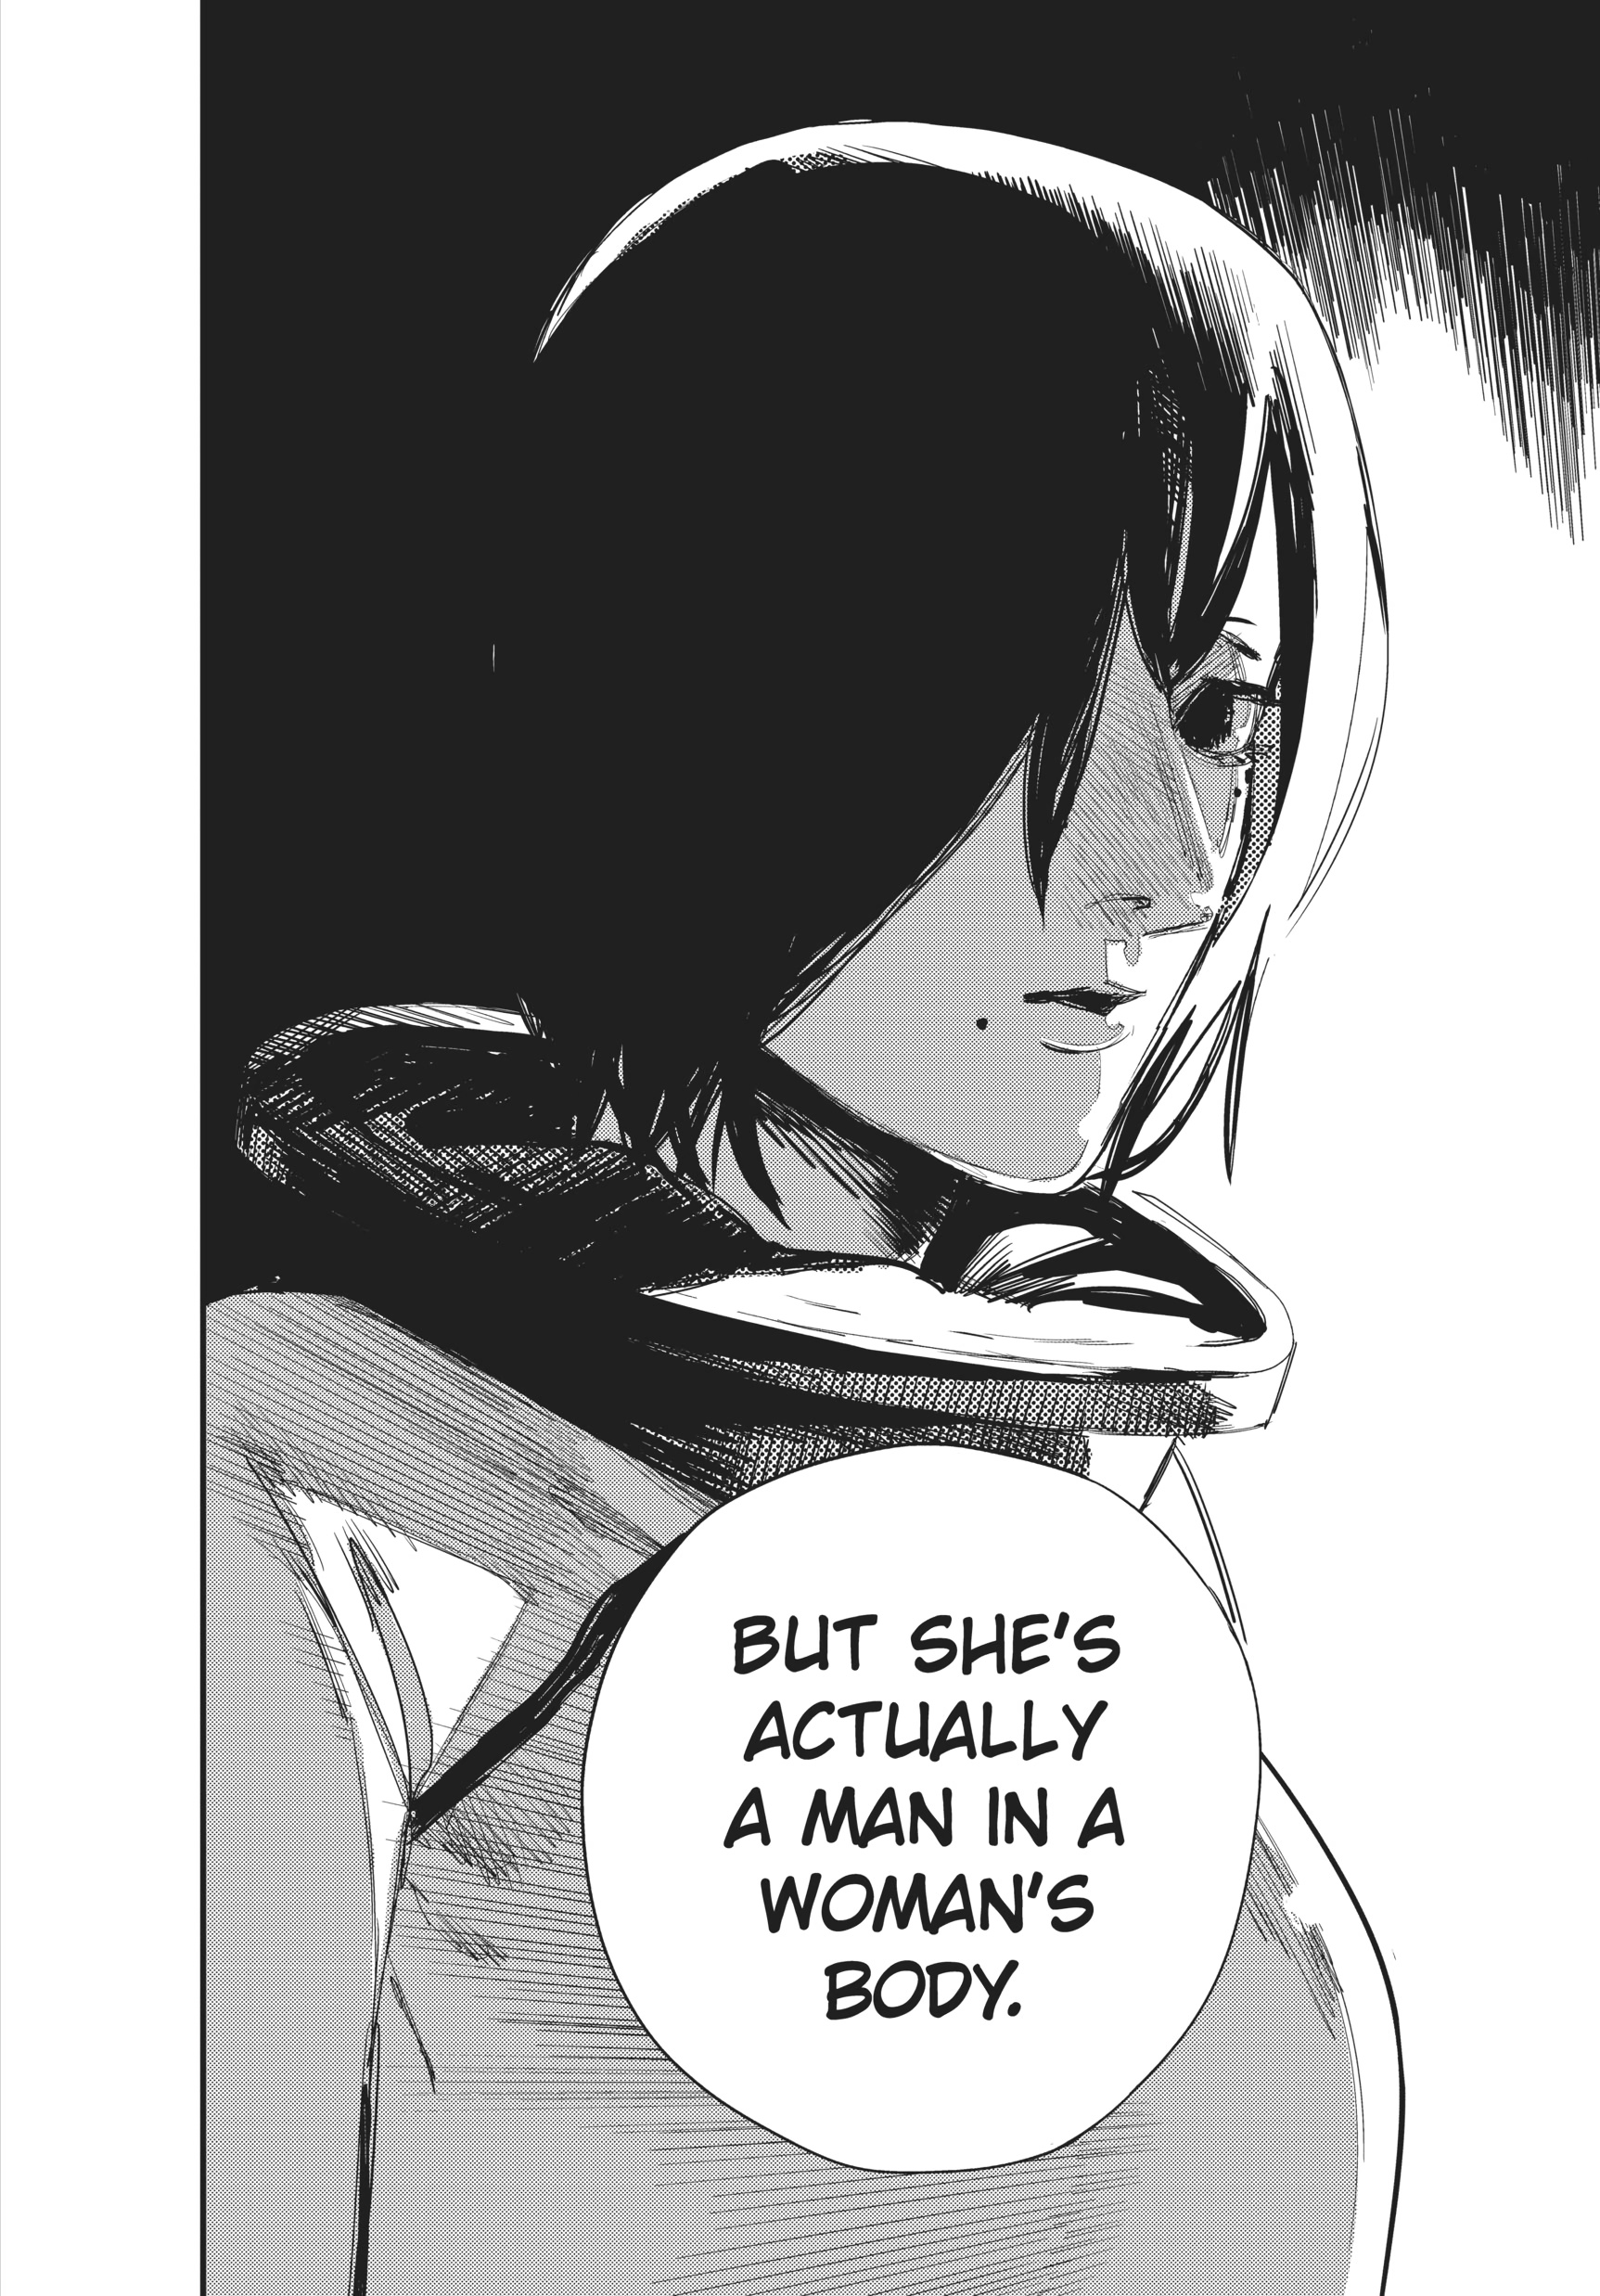 BUT SHE'S
ACTUALLY
A MAN IN A
WOMAN'S
BODY.